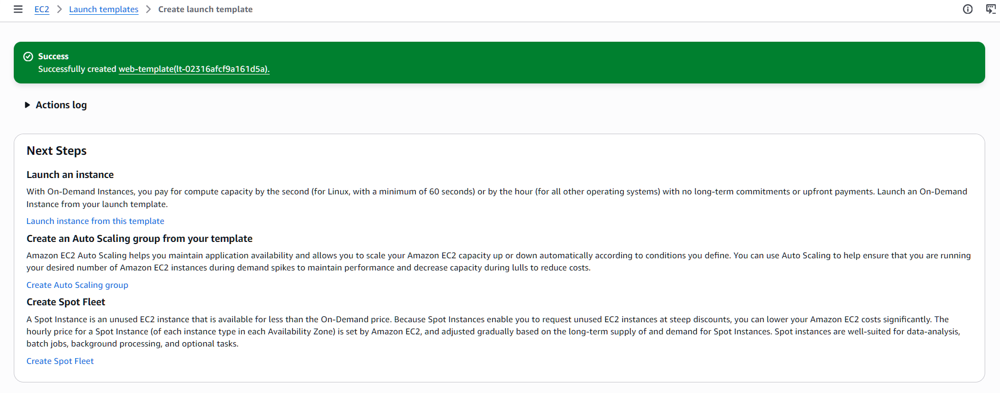 EC2 > Launch templates > Create launch template
Success
Successfully created web-template(lt-02316afcf9a161d5a).
Actions log
Next Steps
Launch an instance
With On-Demand Instances, you pay for compute capacity by the second (for Linux, with a minimum of 60 seconds) or by the hour (for all other operating systems) with no long-term commitments or upfront payments. Launch an On-Demand
Instance from your launch template.
Launch instance from this template
Create an Auto Scaling group from your template
Amazon EC2 Auto Scaling helps you maintain application availability and allows you to scale your Amazon EC2 capacity up or down automatically according to conditions you define. You can use Auto Scaling to help ensure that you are running
your desired number of Amazon EC2 instances during demand spikes to maintain performance and decrease capacity during lulls to reduce costs.
Create Auto Scaling group
Create Spot Fleet
A Spot Instance is an unused EC2 instance that is available for less than the On-Demand price. Because Spot Instances enable you to request unused EC2 instances at steep discounts, you can lower your Amazon EC2 costs significantly. The
hourly price for a Spot Instance (of each instance type in each Availability Zone) is set by Amazon EC2, and adjusted gradually based on the long-term supply of and demand for Spot Instances. Spot instances are well-suited for data-analysis,
batch jobs, background processing, and optional tasks.
Create Spot Fleet